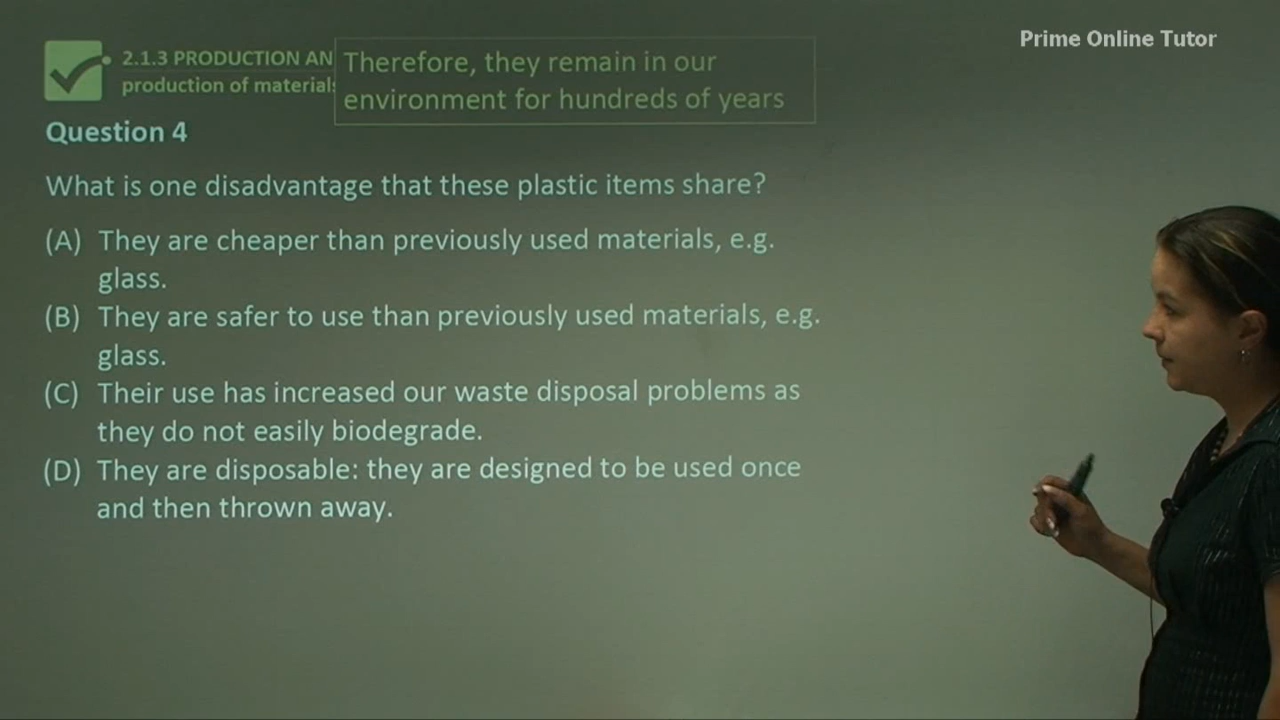 Prime Online Tutor
2.1.3 PRODUCTION AN
production of materials
Therefore, they remain in our
environment for hundreds of years
Question 4
What is one disadvantage that these plastic items share?
(A) They are cheaper than previously used materials, e.g.
glass.
(B) They are safer to use than previously used materials, e.g.
glass.
(C) Their use has increased our waste disposal problems as
they do not easily biodegrade.
(D) They are disposable: they are designed to be used once
and then thrown away.